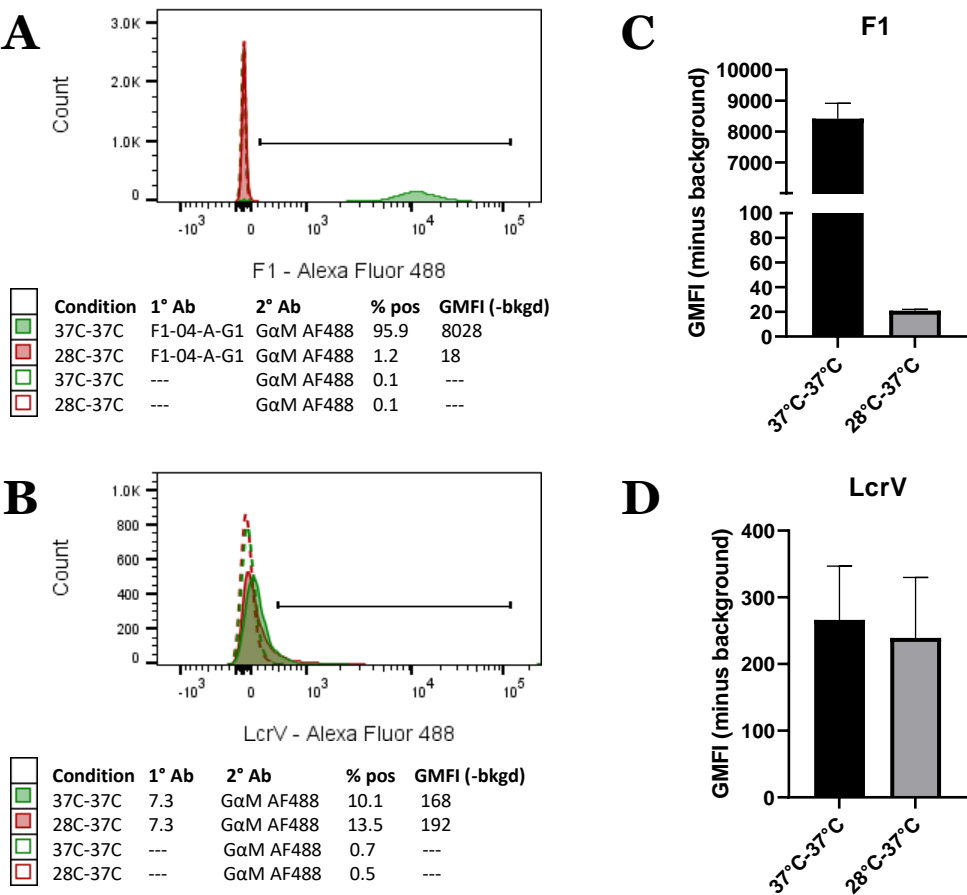 A
3.0K
2.0K
1.0K
0
Count
-10³ 0 10³ 10⁴ 10⁵
F1 - Alexa Fluor 488
Condition 1° Ab 2° Ab % pos GMFI (-bkgd)
37C-37C F1-04-A-G1 GαM AF488 95.9 8028
28C-37C F1-04-A-G1 GαM AF488 1.2 18
37C-37C --- GαM AF488 0.1 ---
28C-37C --- GαM AF488 0.1 ---
B
1.0K
800
600
400
200
0
Count
-10³ 0 10³ 10⁴ 10⁵
LcrV - Alexa Fluor 488
Condition 1° Ab 2° Ab % pos GMFI (-bkgd)
37C-37C 7.3 GαM AF488 10.1 168
28C-37C 7.3 GαM AF488 13.5 192
37C-37C --- GαM AF488 0.7 ---
28C-37C --- GαM AF488 0.5 ---
C
F1
GMFI (minus background)
10000
9000
8000
7000
100
80
60
40
20
0
37°C-37°C
28°C-37°C
D
LcrV
GMFI (minus background)
400
300
200
100
0
37°C-37°C
28°C-37°C